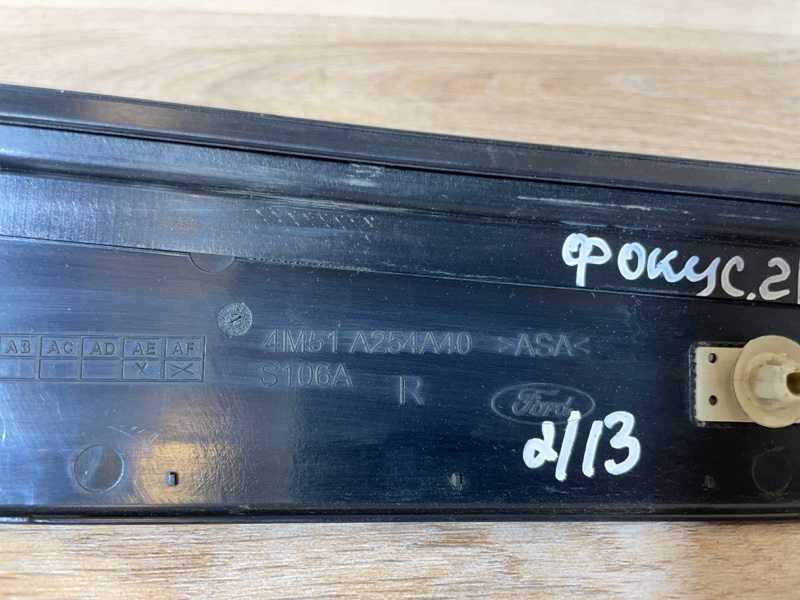 ФОКУС.2
4M51 A254A40 >ASA<
AB AC AD AE AF
S106A
X X
R
Ford
2/13